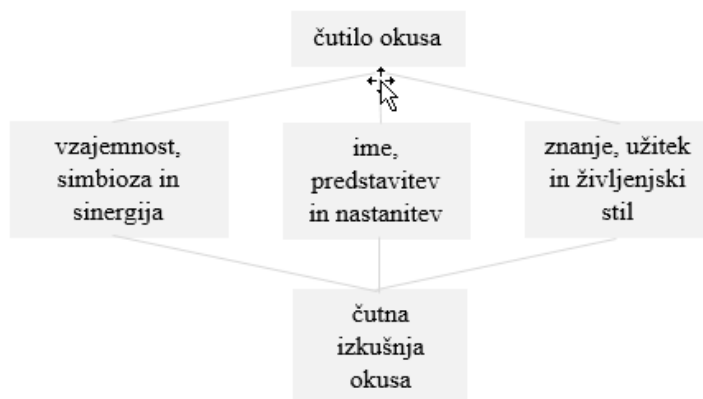 čutilo okusa
vzajemnost,
simbioza in
sinergija
ime,
predstavitev
in nastanitev
znanje, užitek
in življenjski
stil
čutna
izkušnja
okusa